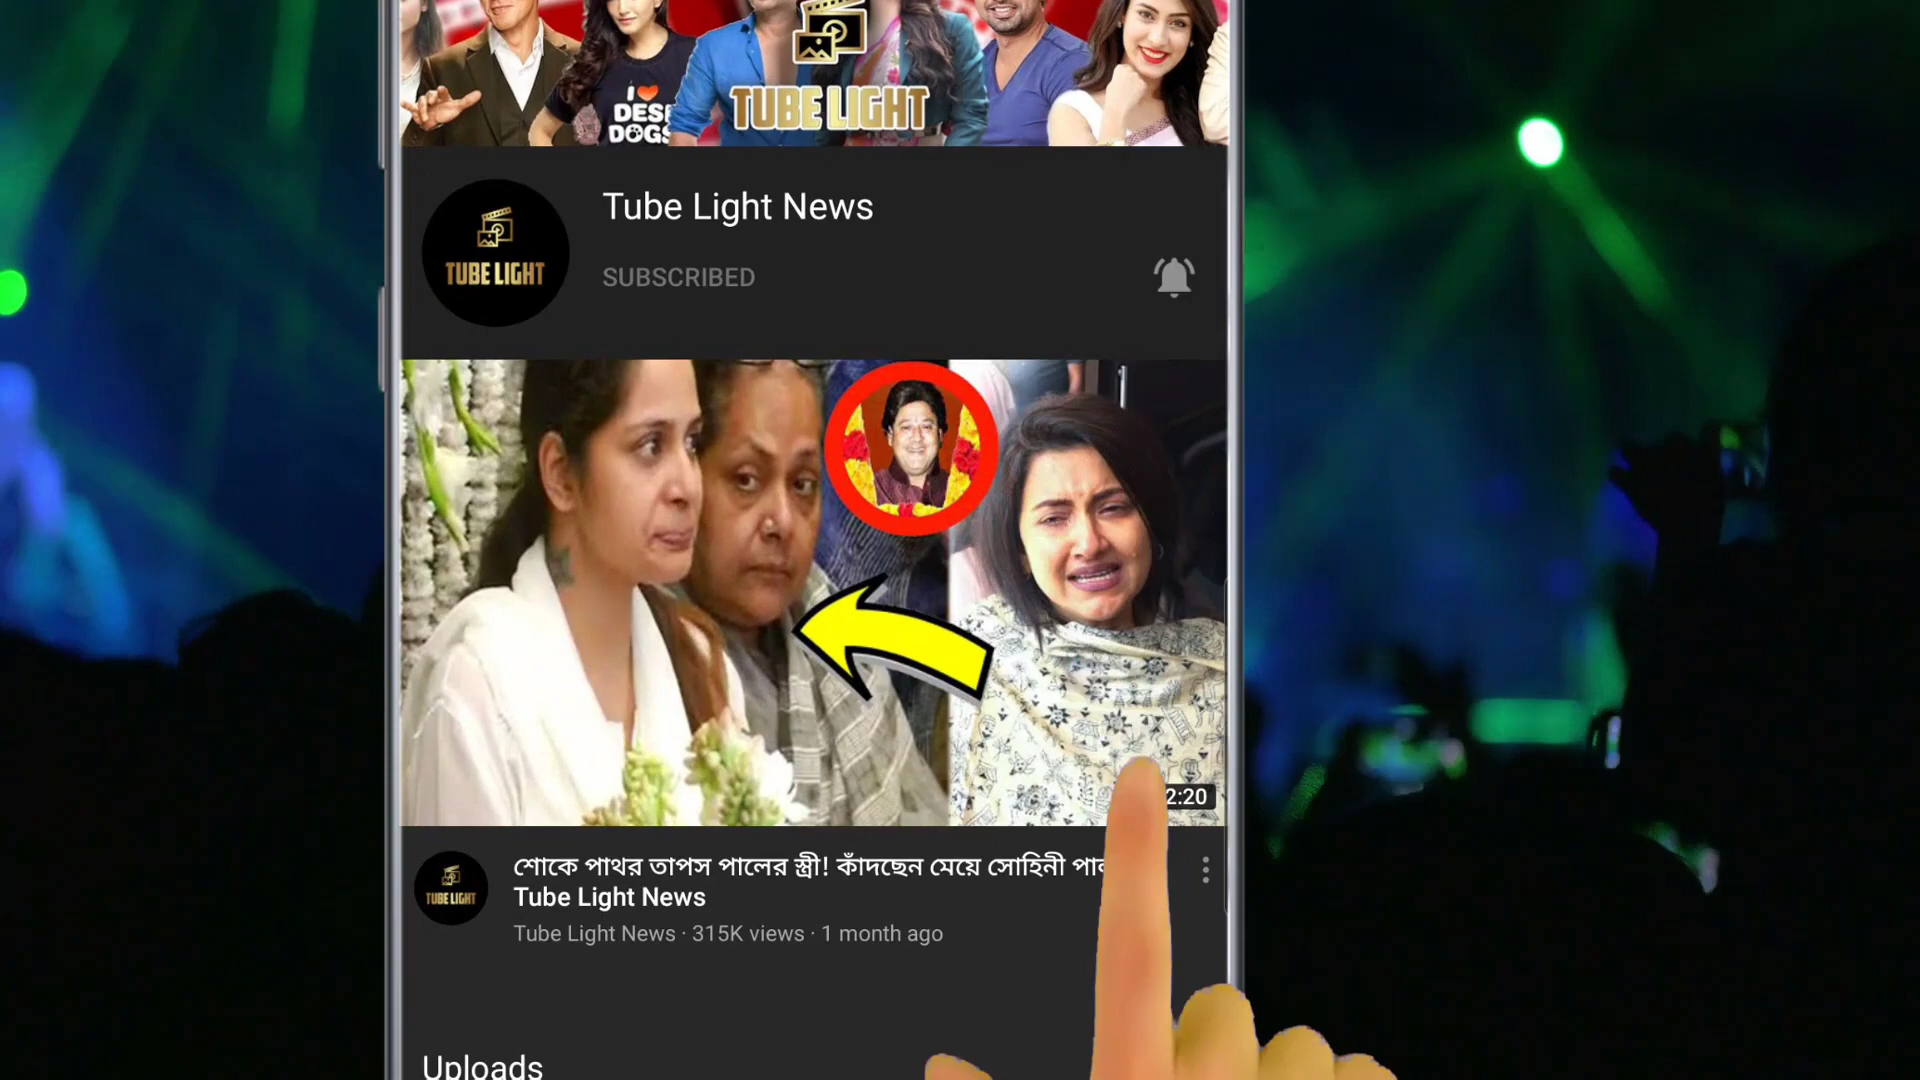 I ❤ DESI DOGS
TUBE LIGHT
Tube Light News
TUBE LIGHT
SUBSCRIBED
2:20
শোকে পাথর তাপস পালের স্ত্রী! কাঁদছেন মেয়ে সোহিনী
Tube Light News
TUBE LIGHT
Tube Light News · 315K views · 1 month ago
Uploads